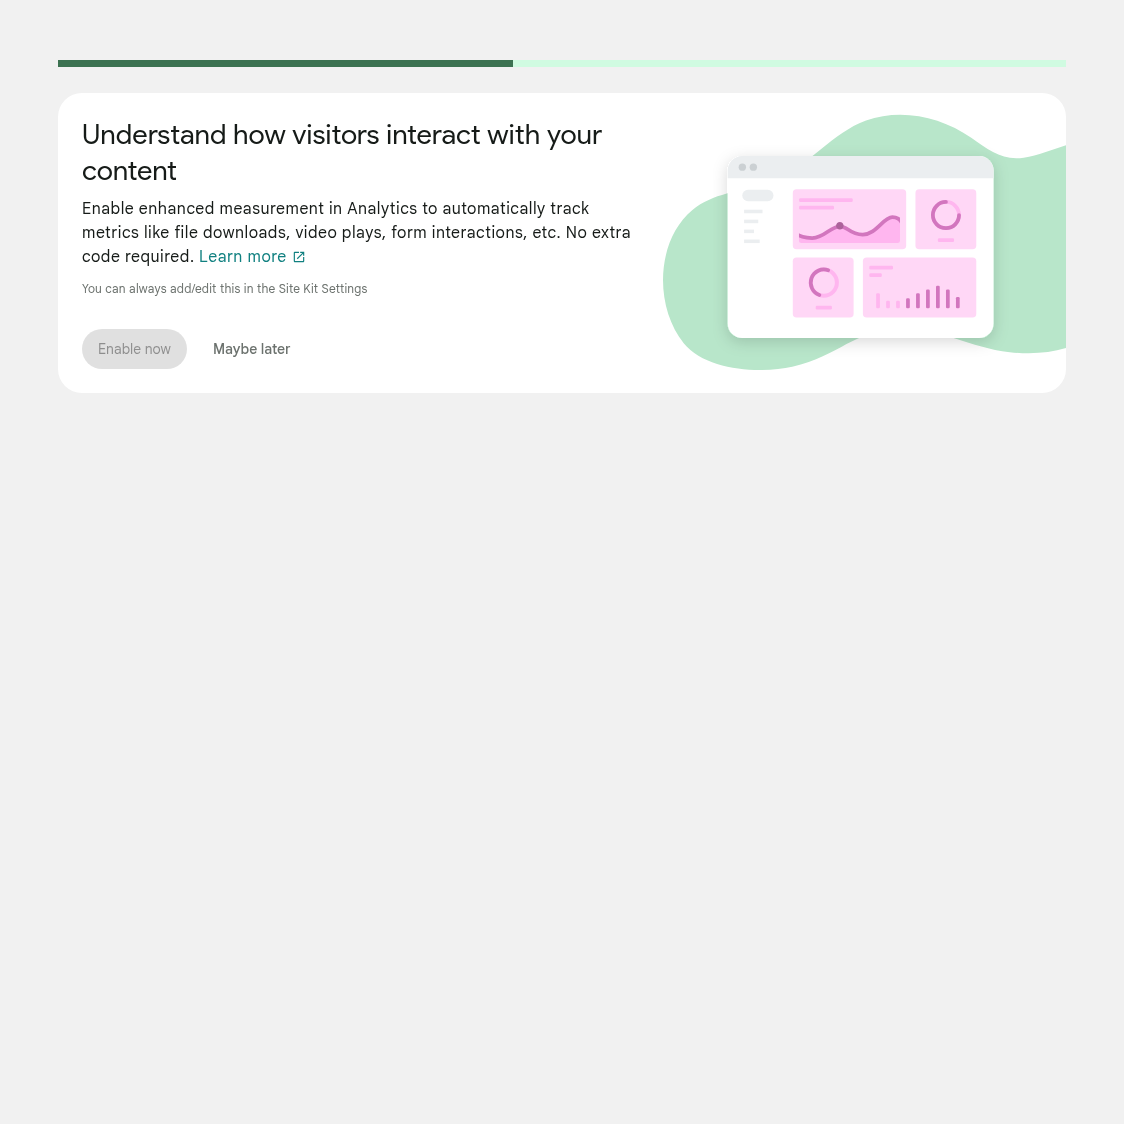 Understand how visitors interact with your
content
Enable enhanced measurement in Analytics to automatically track
metrics like file downloads, video plays, form interactions, etc. No extra
code required. Learn more
You can always add/edit this in the Site Kit Settings
Enable now Maybe later